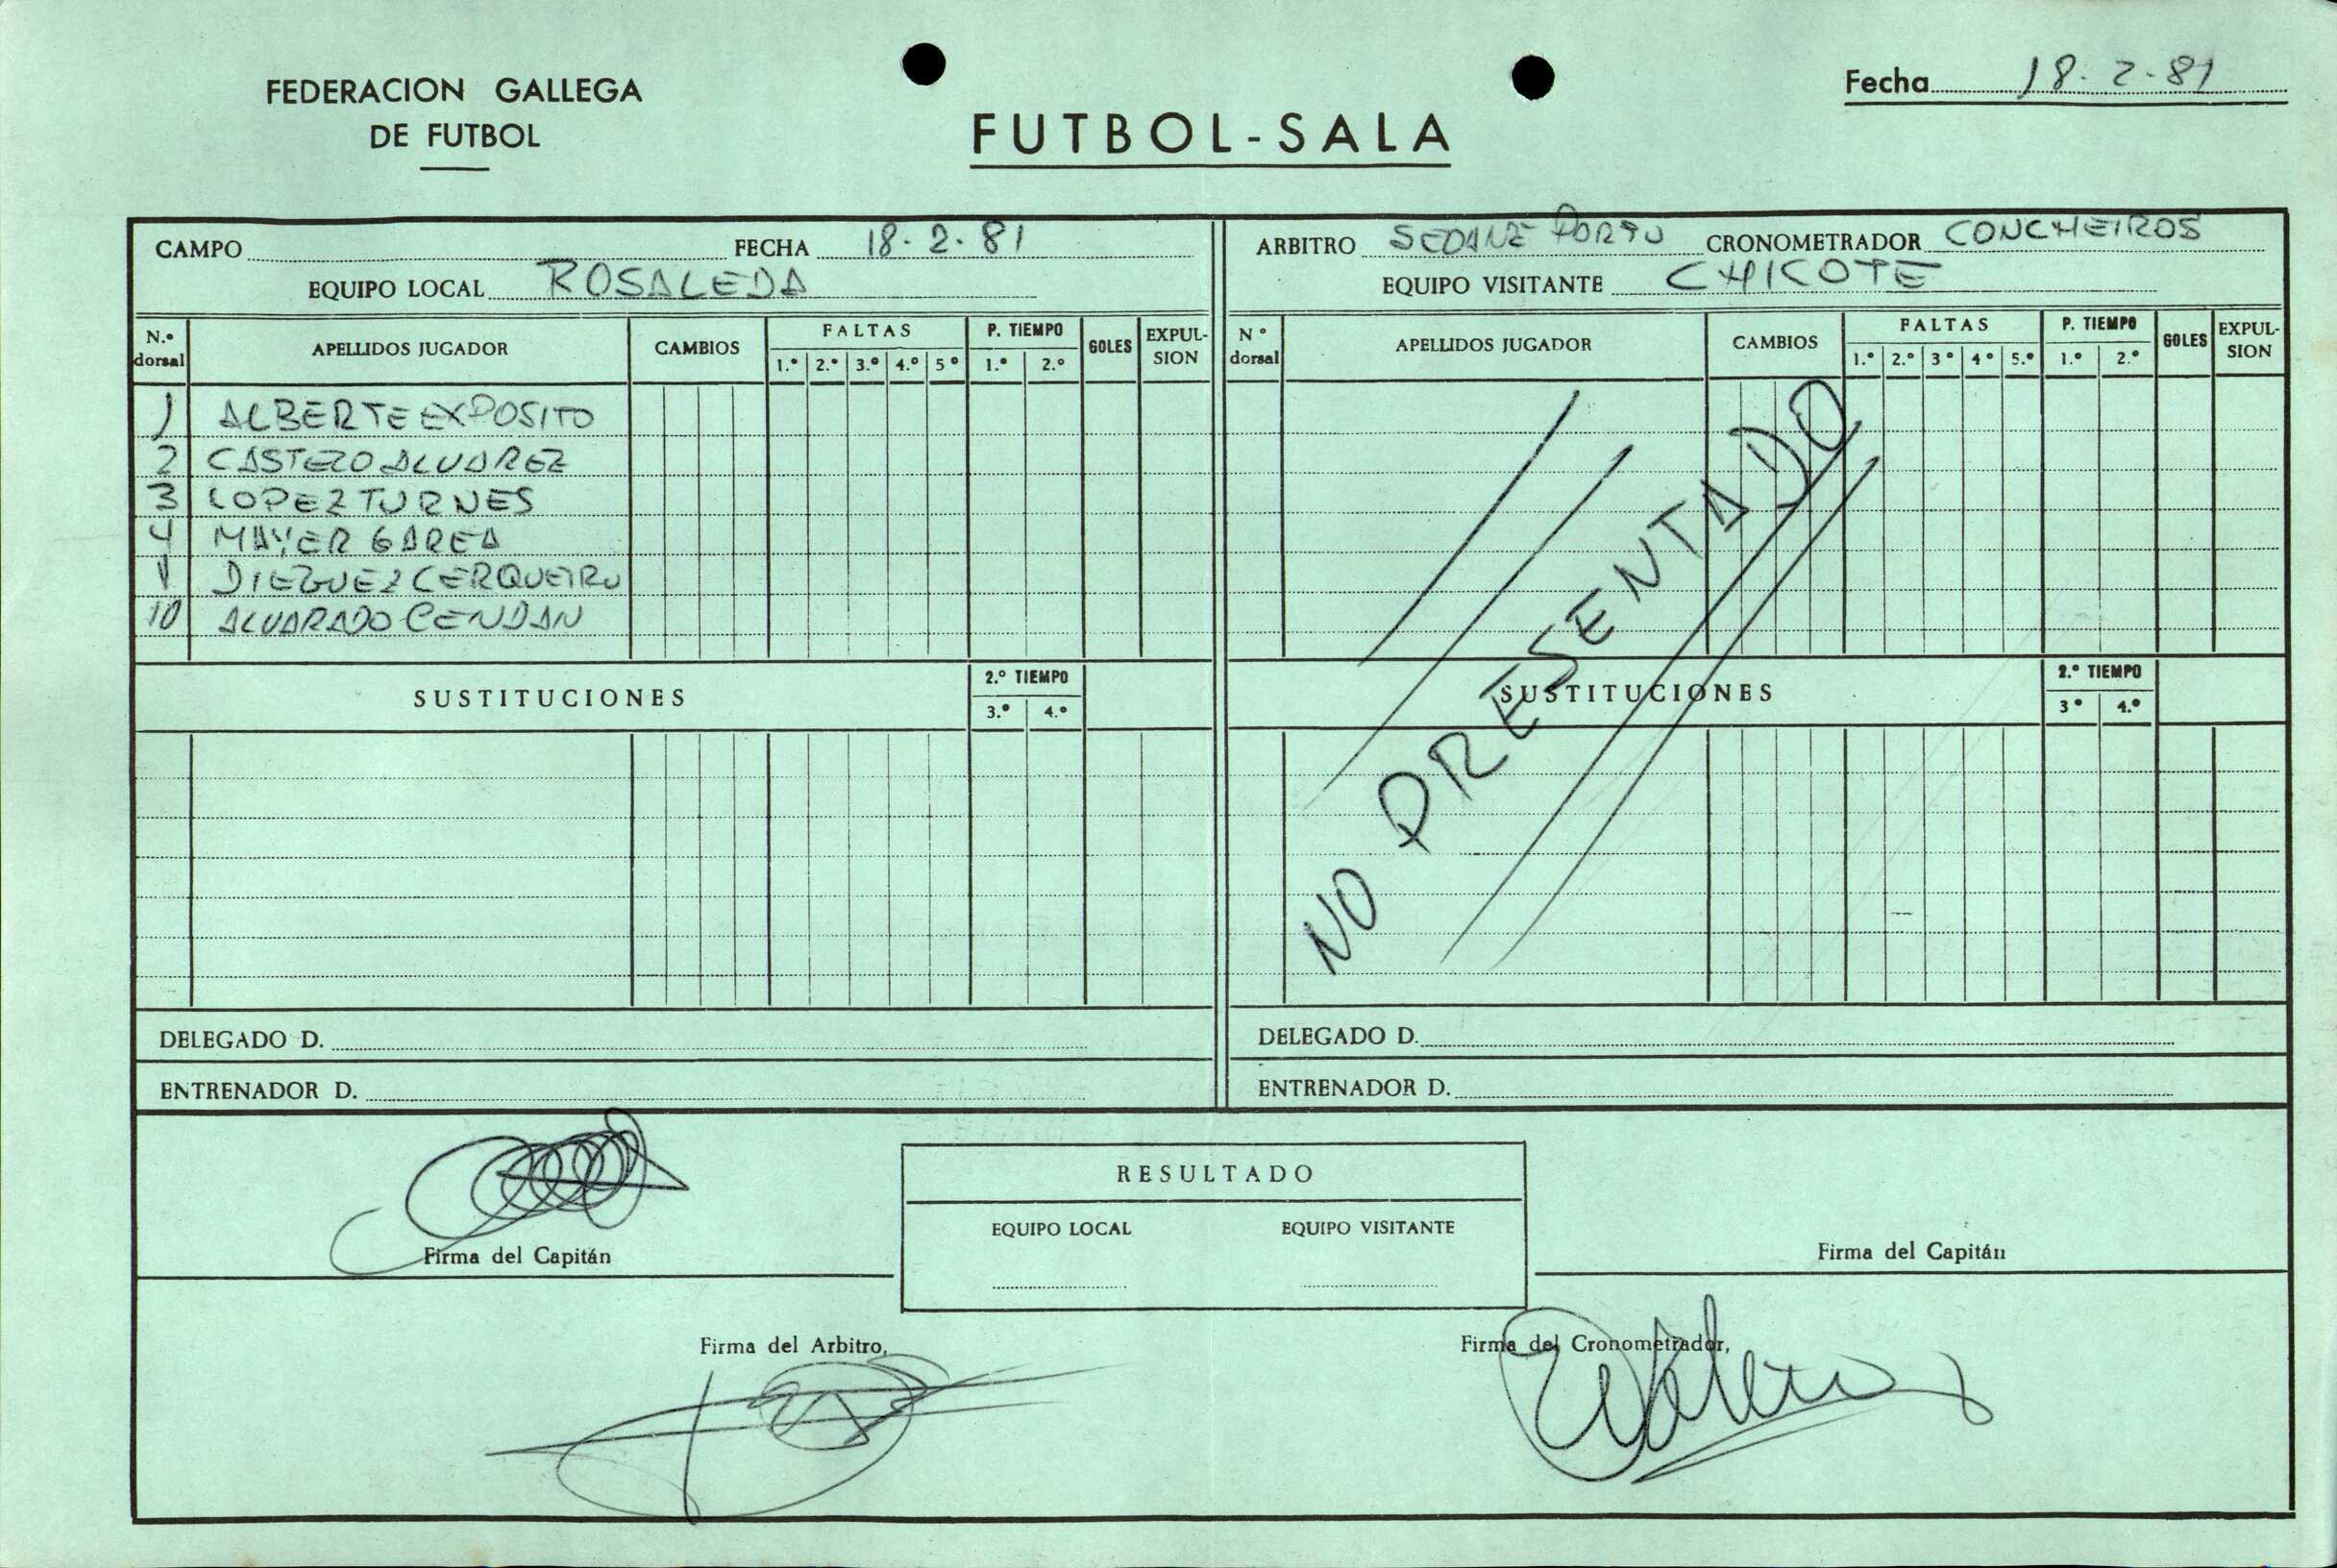 FEDERACION GALLEGA
DE FUTBOL
FUTBOL-SALA
Fecha 18-2-81
CAMPO FECHA 18-2-81
EQUIPO LOCAL ROSALEDA
N.º dorsal APELLIDOS JUGADOR CAMBIOS FALTAS 1.º 2.º 3.º 4.º 5º P. TIEMPO 1.º 2.º GOLES EXPULSION
1 ALBERTE EXPOSITO
2 CASTRO ALVAREZ
3 LOPEZ TURNES
4 MAYER GAREA
DIEGUEZ CERQUEIRO
10 ALVARADO CENDAN
SUSTITUCIONES 2.º TIEMPO 3.º 4.º
DELEGADO D.
ENTRENADOR D.
ARBITRO SEOANE PORTO CRONOMETRADOR CONCHEIROS
EQUIPO VISITANTE CHICOTE
N º dorsal APELLIDOS JUGADOR CAMBIOS FALTAS 1.º 2.º 3º 4º 5.º P. TIEMPO 1.º 2.º GOLES EXPULSION
NO PRESENTADO
SUSTITUCIONES 2.º TIEMPO 3º 4.º
DELEGADO D.
ENTRENADOR D.
RESULTADO
EQUIPO LOCAL EQUIPO VISITANTE
Firma del Capitán
Firma del Capitán
Firma del Arbitro,
Firma del Cronometrador,